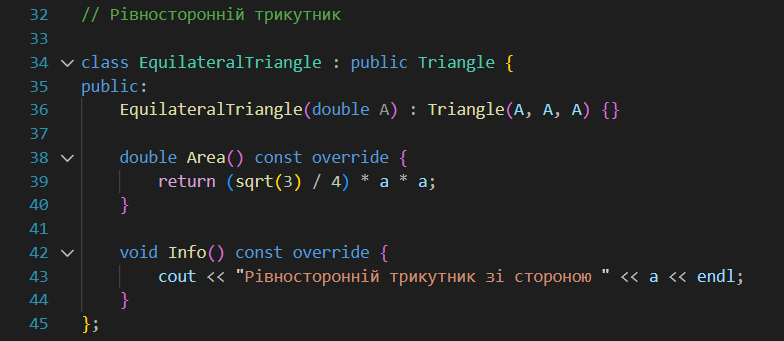 32 // Рівносторонній трикутник
33
34 class EquilateralTriangle : public Triangle {
35 public:
36     EquilateralTriangle(double A) : Triangle(A, A, A) {}
37
38     double Area() const override {
39         return (sqrt(3) / 4) * a * a;
40     }
41
42     void Info() const override {
43         cout << "Рівносторонній трикутник зі стороною " << a << endl;
44     }
45 };